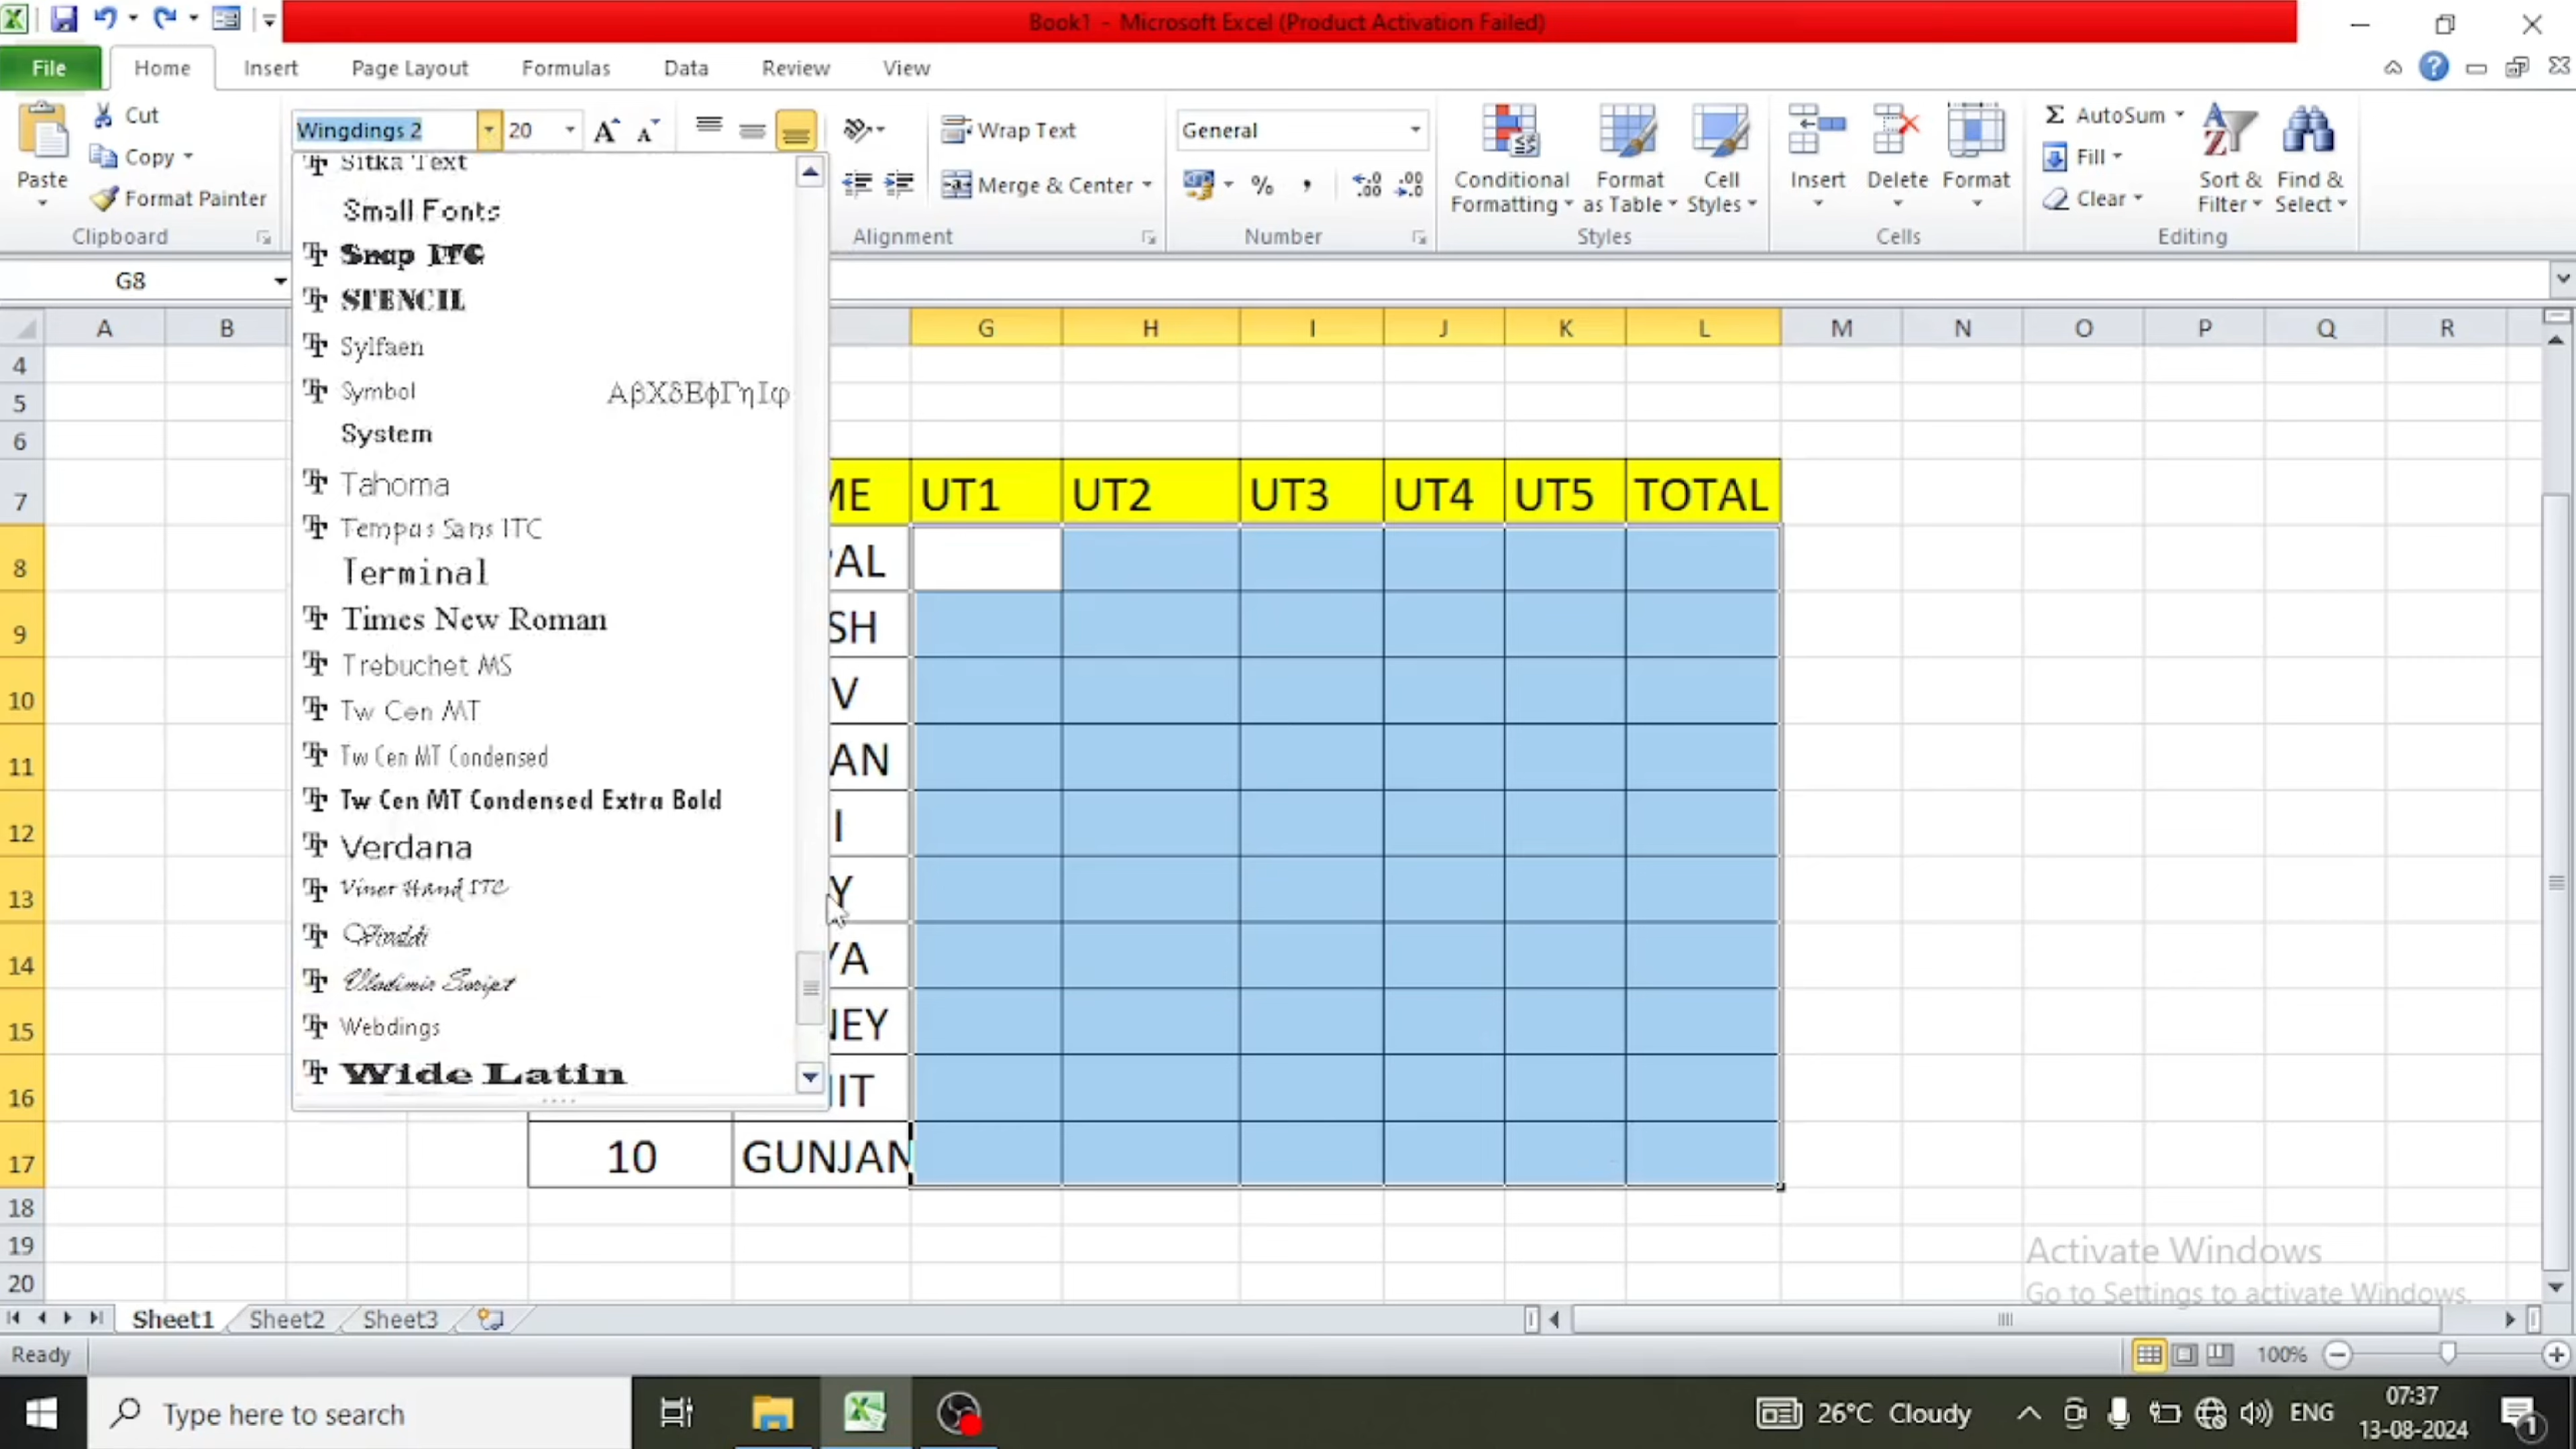 Book1 - Microsoft Excel (Product Activation Failed)
File Home Insert Page Layout Formulas Data Review View
Cut
Copy
Format Painter
Paste
Clipboard
Wingdings 2 20
Wrap Text
Merge & Center
Alignment
General
% ,
Number
Conditional Formatting
Format as Table
Cell Styles
Styles
Insert Delete Format
Cells
AutoSum
Fill
Clear
Sort & Filter
Find & Select
Editing
G8
Sitka Text
Small Fonts
Snap ITC
STENCIL
Sylfaen
Symbol ΑβΧδΕφΓηΙφ
System
Tahoma
Tempus Sans ITC
Terminal
Times New Roman
Trebuchet MS
Tw Cen MT
Tw Cen MT Condensed
Tw Cen MT Condensed Extra Bold
Verdana
Viner Hand ITC
Vivaldi
Vladimir Script
Webdings
Wide Latin
A B G H I J K L M N O P Q R
4
5
6
7 ME UT1 UT2 UT3 UT4 UT5 TOTAL
8 PAL
9 SH
10 V
11 AN
12 I
13 Y
14 YA
15 NEY
16 IT
17 10 GUNJAN
18
19
20
Activate Windows
Go to Settings to activate Windows.
Sheet1 Sheet2 Sheet3
Ready 100%
Type here to search
26°C Cloudy ENG 07:37
13-08-2024
1